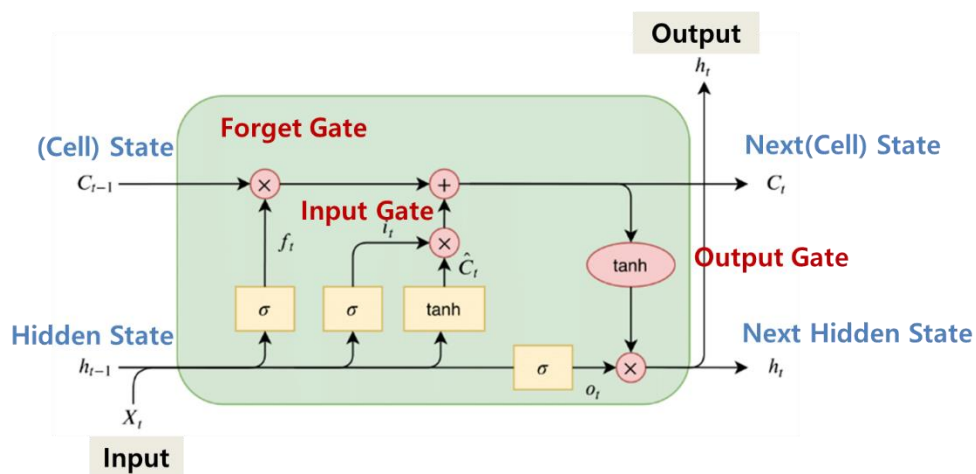 Output
h_t
Forget Gate
(Cell) State
Next(Cell) State
C_{t-1}
×
+
C_t
Input Gate
i_t
f_t
×
Ĉ_t
tanh
Output Gate
σ
σ
tanh
Hidden State
Next Hidden State
h_{t-1}
σ
o_t
×
h_t
X_t
Input